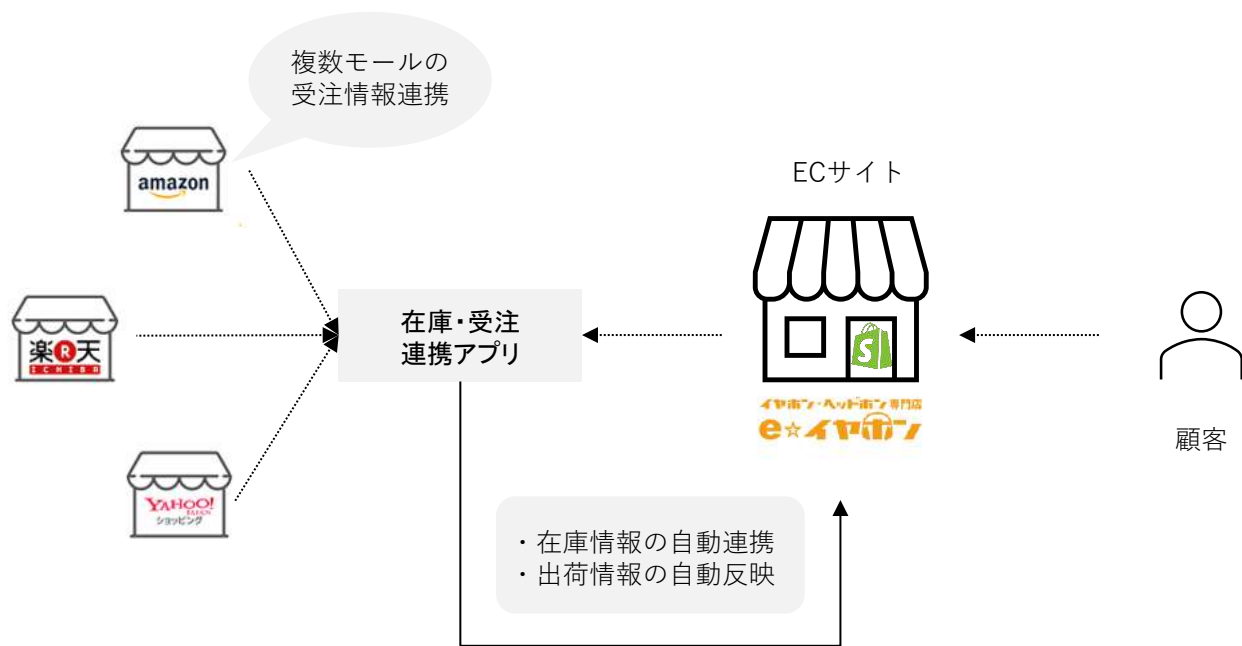 複数モールの
受注情報連携
amazon
ECサイト
楽R天
ICHIBA
在庫・受注
連携アプリ
S
イヤホン・ヘッドホン専門店
e☆イヤホン
顧客
YAHOO!
JAPAN
ショッピング
・在庫情報の自動連携
・出荷情報の自動反映